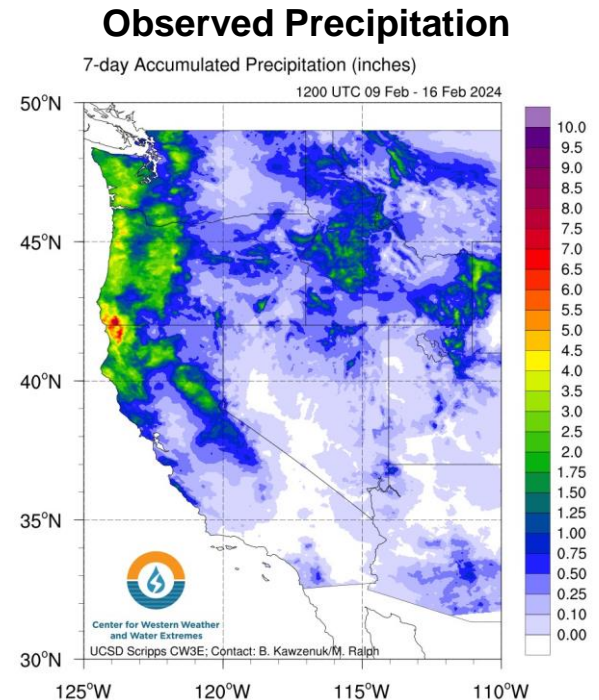 Observed Precipitation
7-day Accumulated Precipitation (inches)
1200 UTC 09 Feb - 16 Feb 2024
50°N
45°N
40°N
35°N
30°N
125°W
120°W
115°W
110°W
10.0
9.5
9.0
8.5
8.0
7.5
7.0
6.5
6.0
5.5
5.0
4.5
4.0
3.5
3.0
2.5
2.0
1.75
1.50
1.25
1.00
0.75
0.50
0.25
0.10
0.00
Center for Western Weather
and Water Extremes
UCSD Scripps CW3E; Contact: B. Kawzenuk/M. Ralph